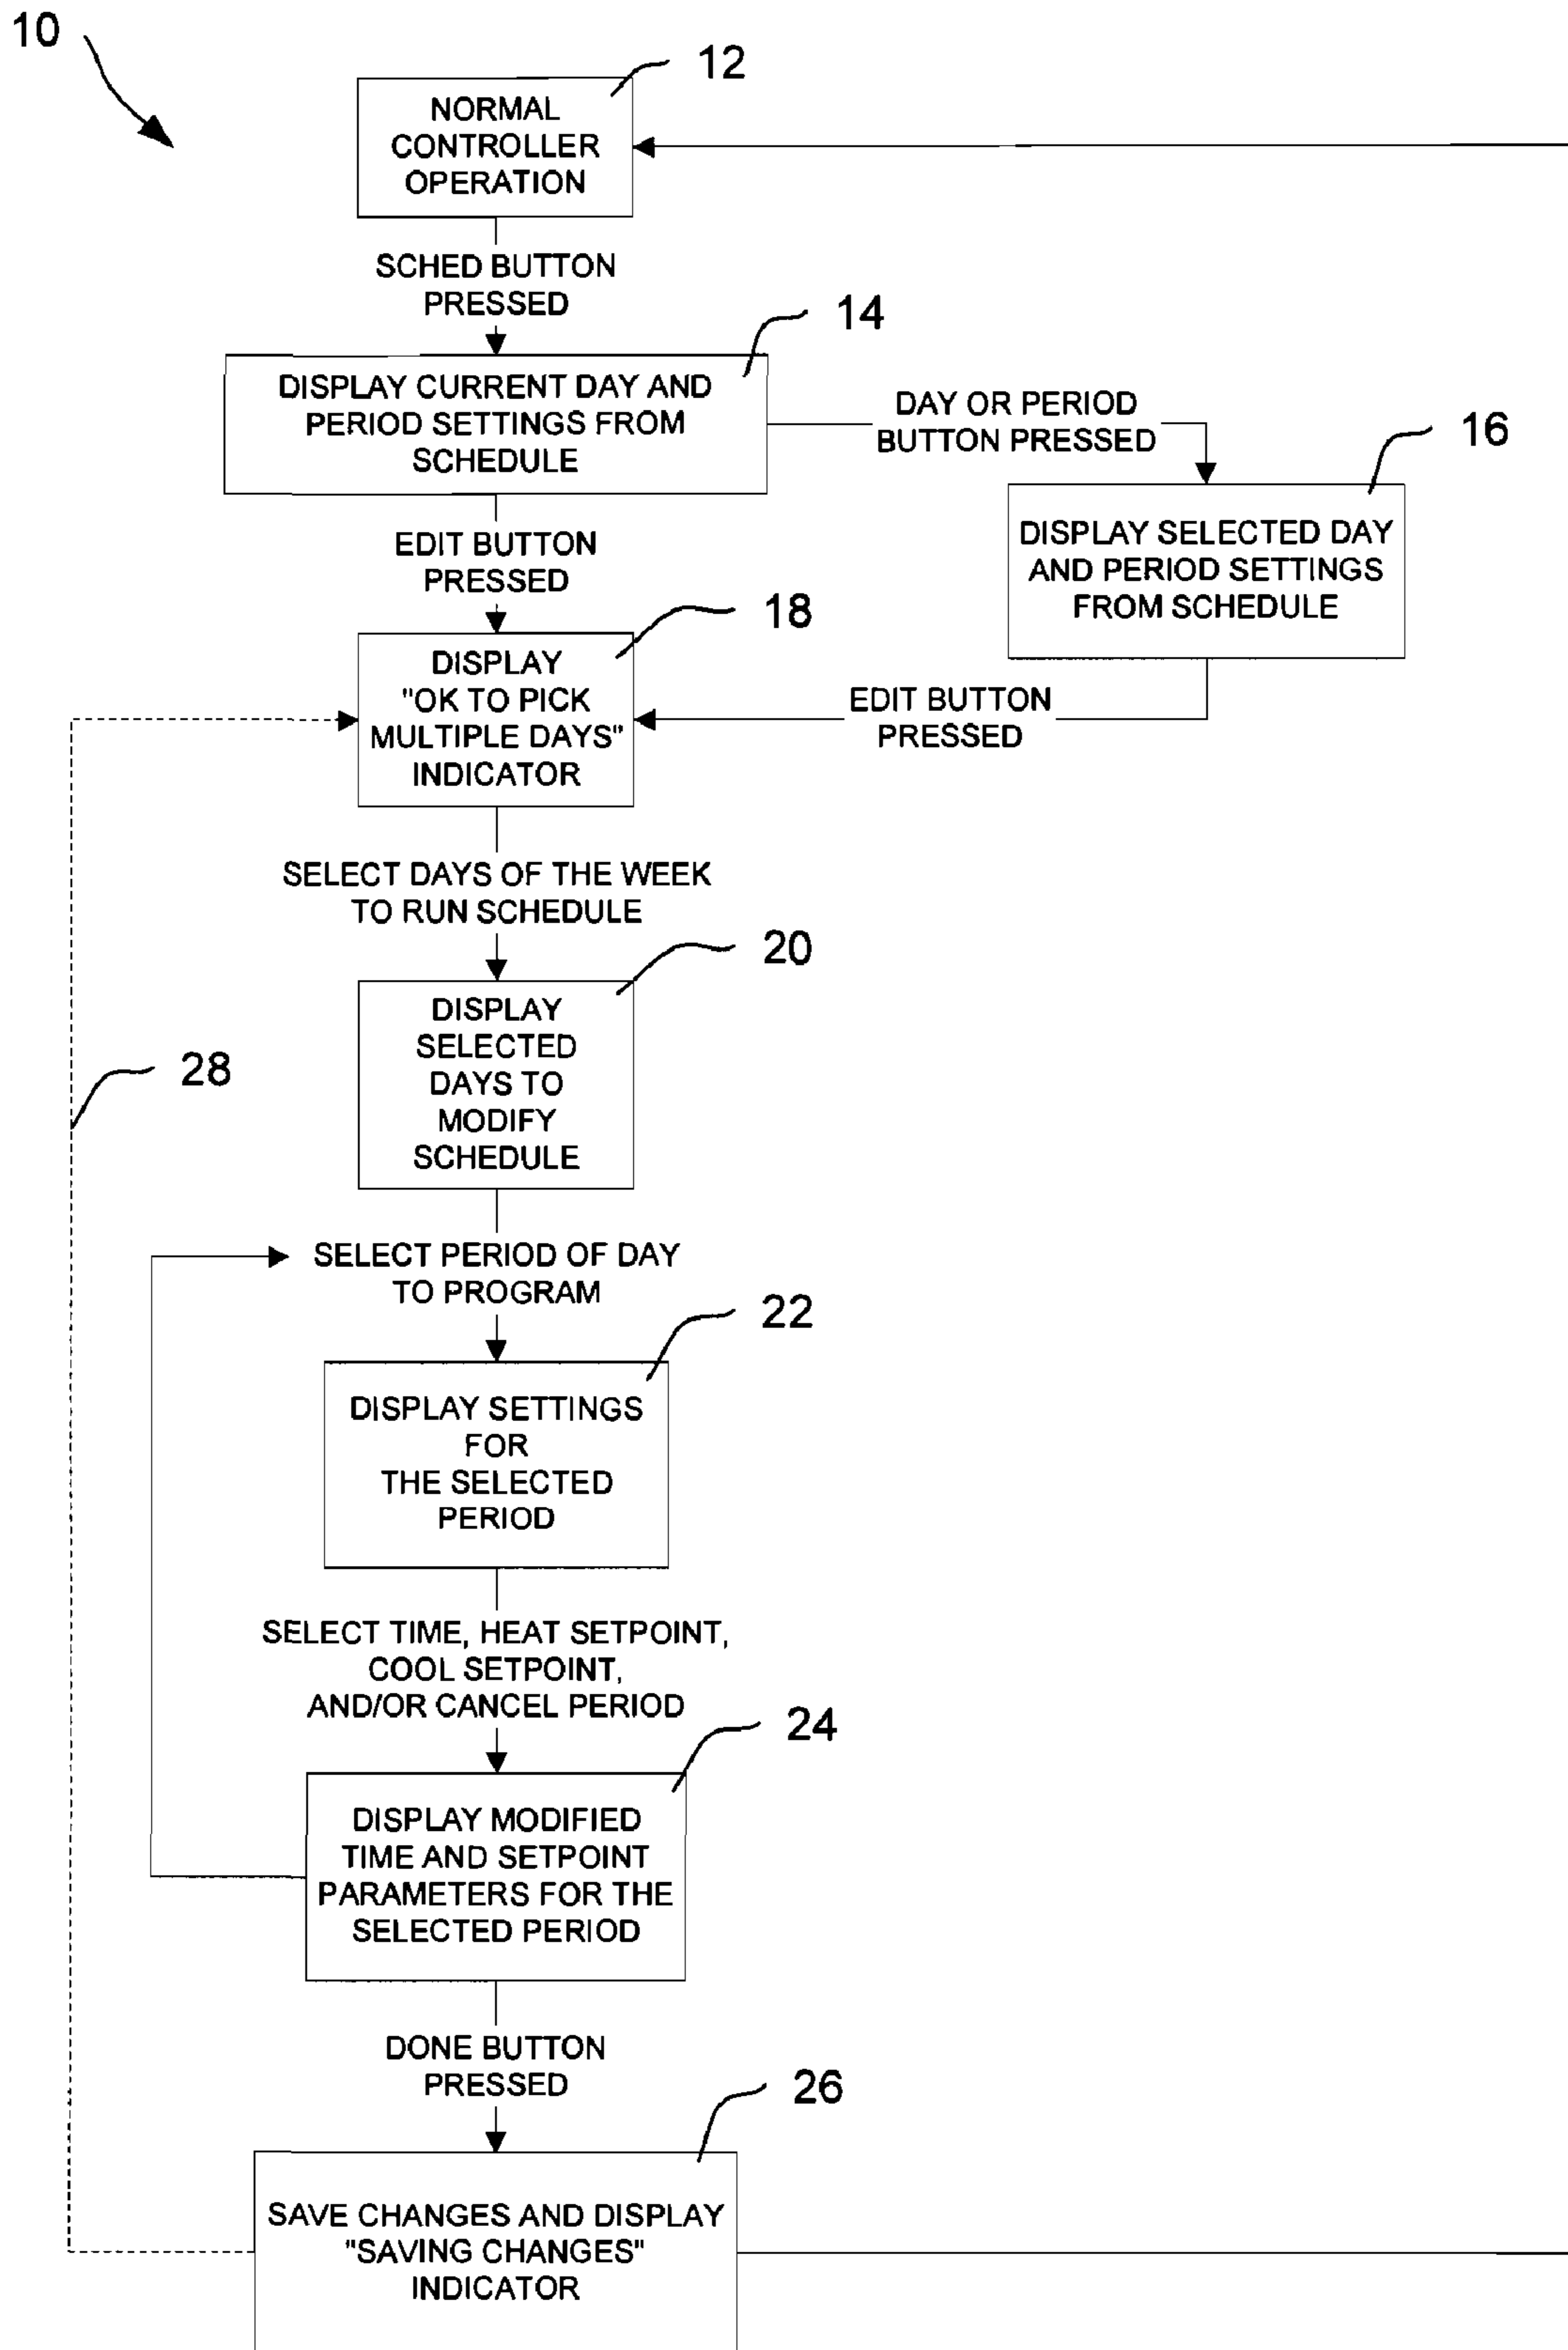 10
12
NORMAL
CONTROLLER
OPERATION
SCHED BUTTON
PRESSED
14
DISPLAY CURRENT DAY AND
PERIOD SETTINGS FROM
SCHEDULE
DAY OR PERIOD
BUTTON PRESSED
16
DISPLAY SELECTED DAY
AND PERIOD SETTINGS
FROM SCHEDULE
EDIT BUTTON
PRESSED
18
DISPLAY
"OK TO PICK
MULTIPLE DAYS"
INDICATOR
EDIT BUTTON
PRESSED
SELECT DAYS OF THE WEEK
TO RUN SCHEDULE
20
DISPLAY
SELECTED
DAYS TO
MODIFY
SCHEDULE
28
SELECT PERIOD OF DAY
TO PROGRAM
22
DISPLAY SETTINGS
FOR
THE SELECTED
PERIOD
SELECT TIME, HEAT SETPOINT,
COOL SETPOINT,
AND/OR CANCEL PERIOD
24
DISPLAY MODIFIED
TIME AND SETPOINT
PARAMETERS FOR THE
SELECTED PERIOD
DONE BUTTON
PRESSED
26
SAVE CHANGES AND DISPLAY
"SAVING CHANGES"
INDICATOR